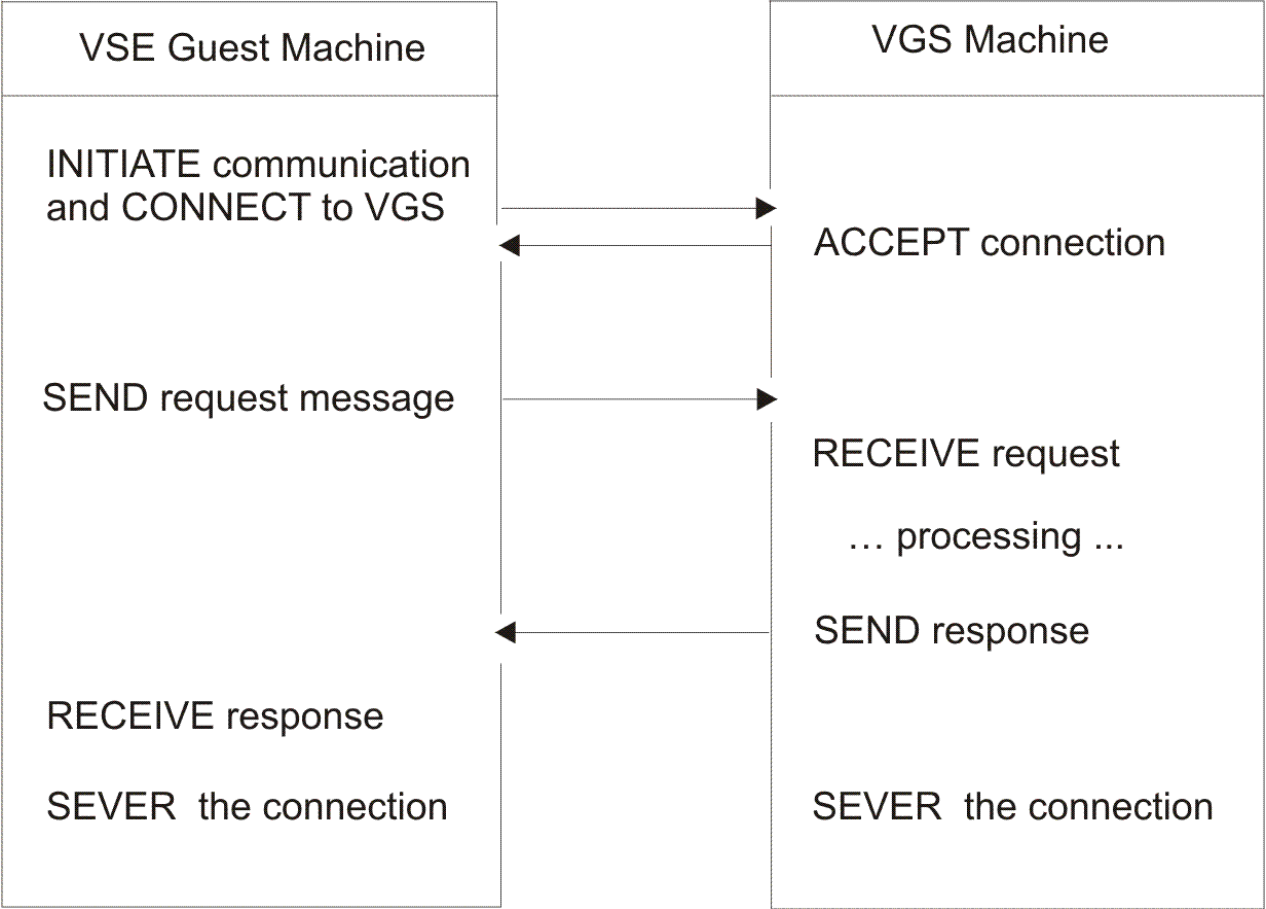 VSE Guest Machine
INITIATE communication
and CONNECT to VGS
SEND request message
RECEIVE response
SEVER the connection
VGS Machine
ACCEPT connection
RECEIVE request
… processing ...
SEND response
SEVER the connection